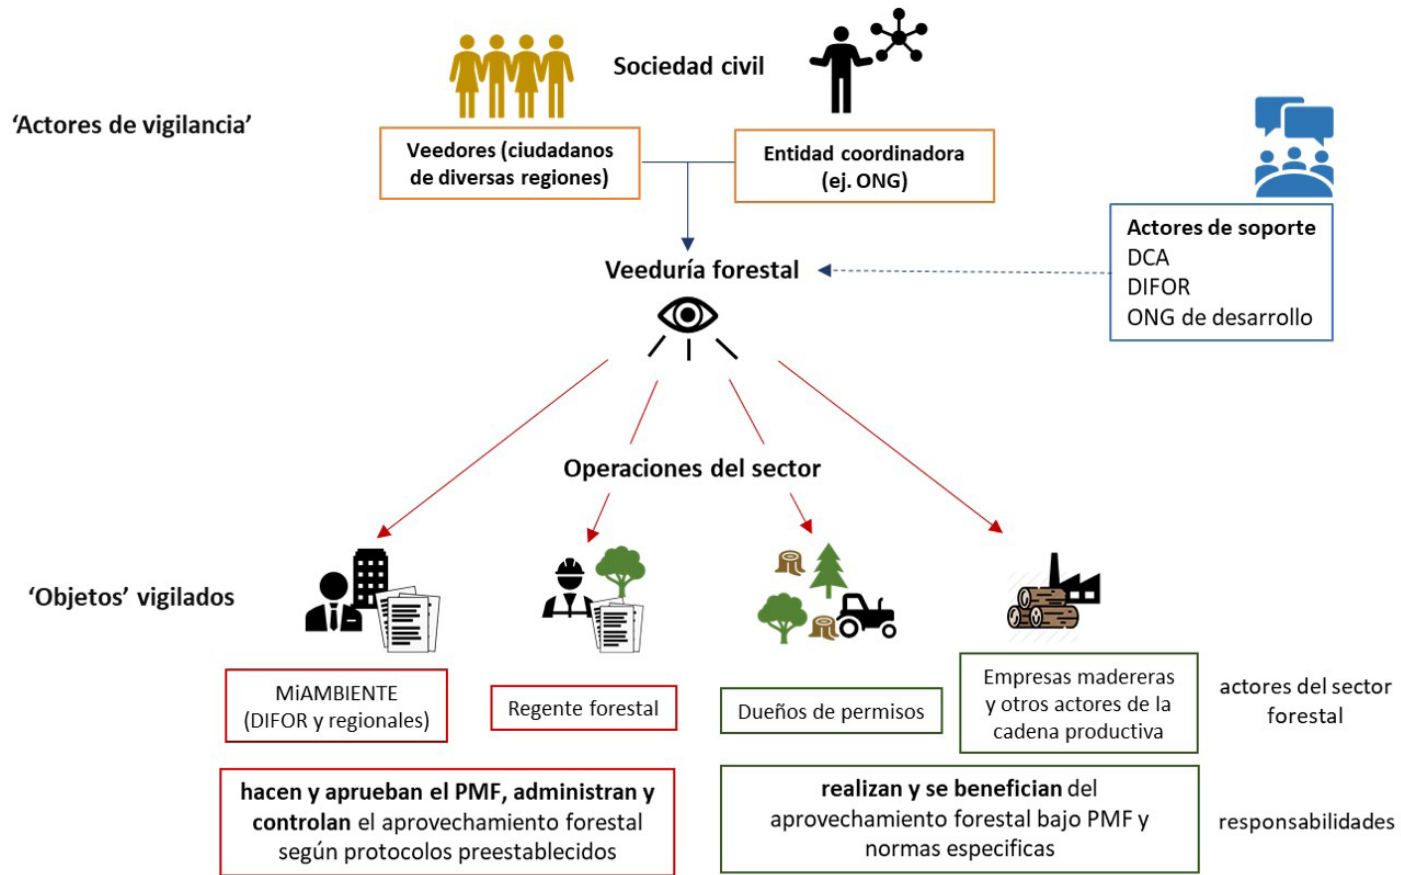 Sociedad civil
‘Actores de vigilancia’
Veedores (ciudadanos
de diversas regiones)
Entidad coordinadora
(ej. ONG)
Actores de soporte
DCA
DIFOR
ONG de desarrollo
Veeduría forestal
Operaciones del sector
‘Objetos’ vigilados
MiAMBIENTE
(DIFOR y regionales)
Regente forestal
Dueños de permisos
Empresas madereras
y otros actores de la
cadena productiva
actores del sector
forestal
hacen y aprueban el PMF, administran y
controlan el aprovechamiento forestal
según protocolos preestablecidos
realizan y se benefician del
aprovechamiento forestal bajo PMF y
normas especificas
responsabilidades